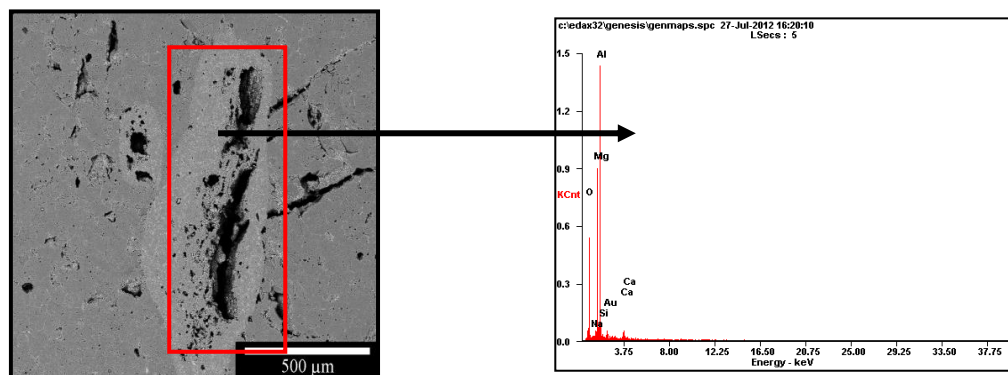 500 µm
c:\edax32\genesis\genmaps.spc 27-Jul-2012 16:20:10
LSecs : 5
1.5
Al
1.2
0.9
Mg
KCnt
O
0.6
0.3
Ca
Ca
Au
Si
Na
0.0
3.75 8.00 12.25 16.50 20.75 25.00 29.25 33.50 37.75
Energy - keV